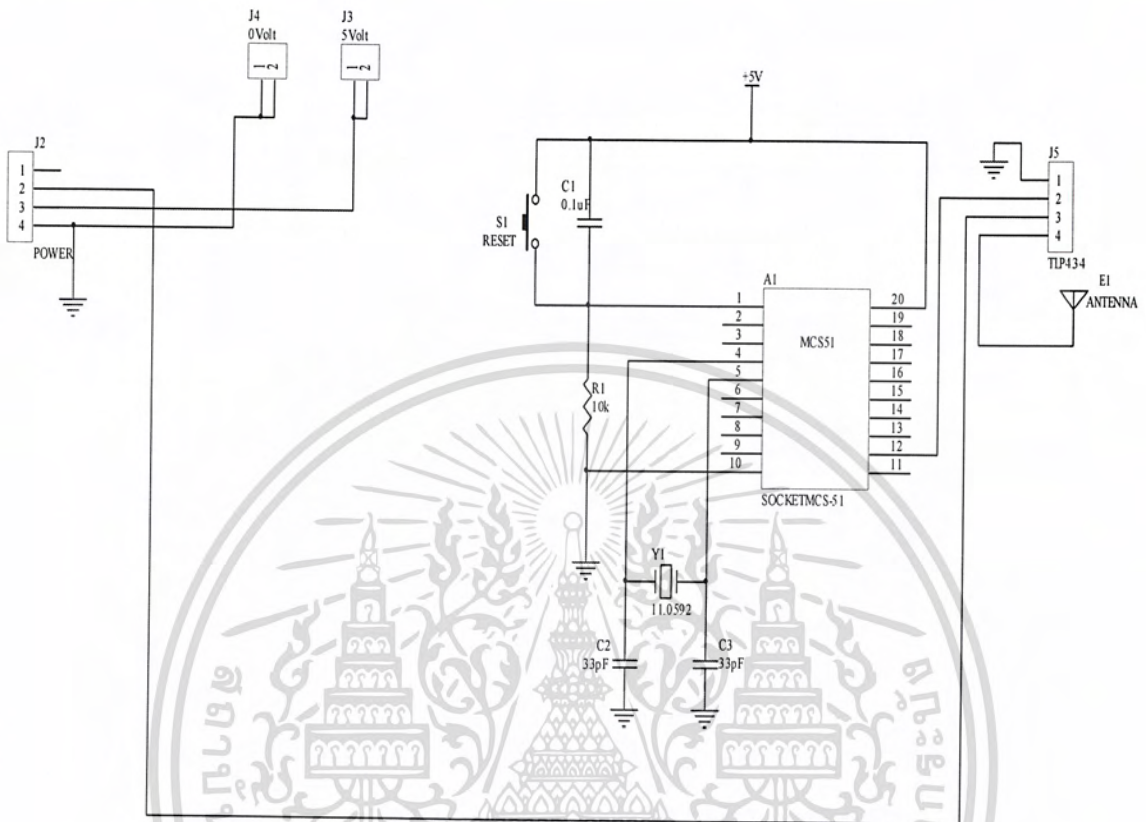 J4
0Volt
1
2
J3
5Volt
1
2
J2
1
2
3
4
POWER
+5V
S1
RESET
C1
0.1uF
R1
10k
A1
MCS51
1
2
3
4
5
6
7
8
9
10
20
19
18
17
16
15
14
13
12
11
SOCKETMCS-51
J5
1
2
3
4
TLP434
E1
ANTENNA
Y1
11.0592
C2
33pF
C3
33pF